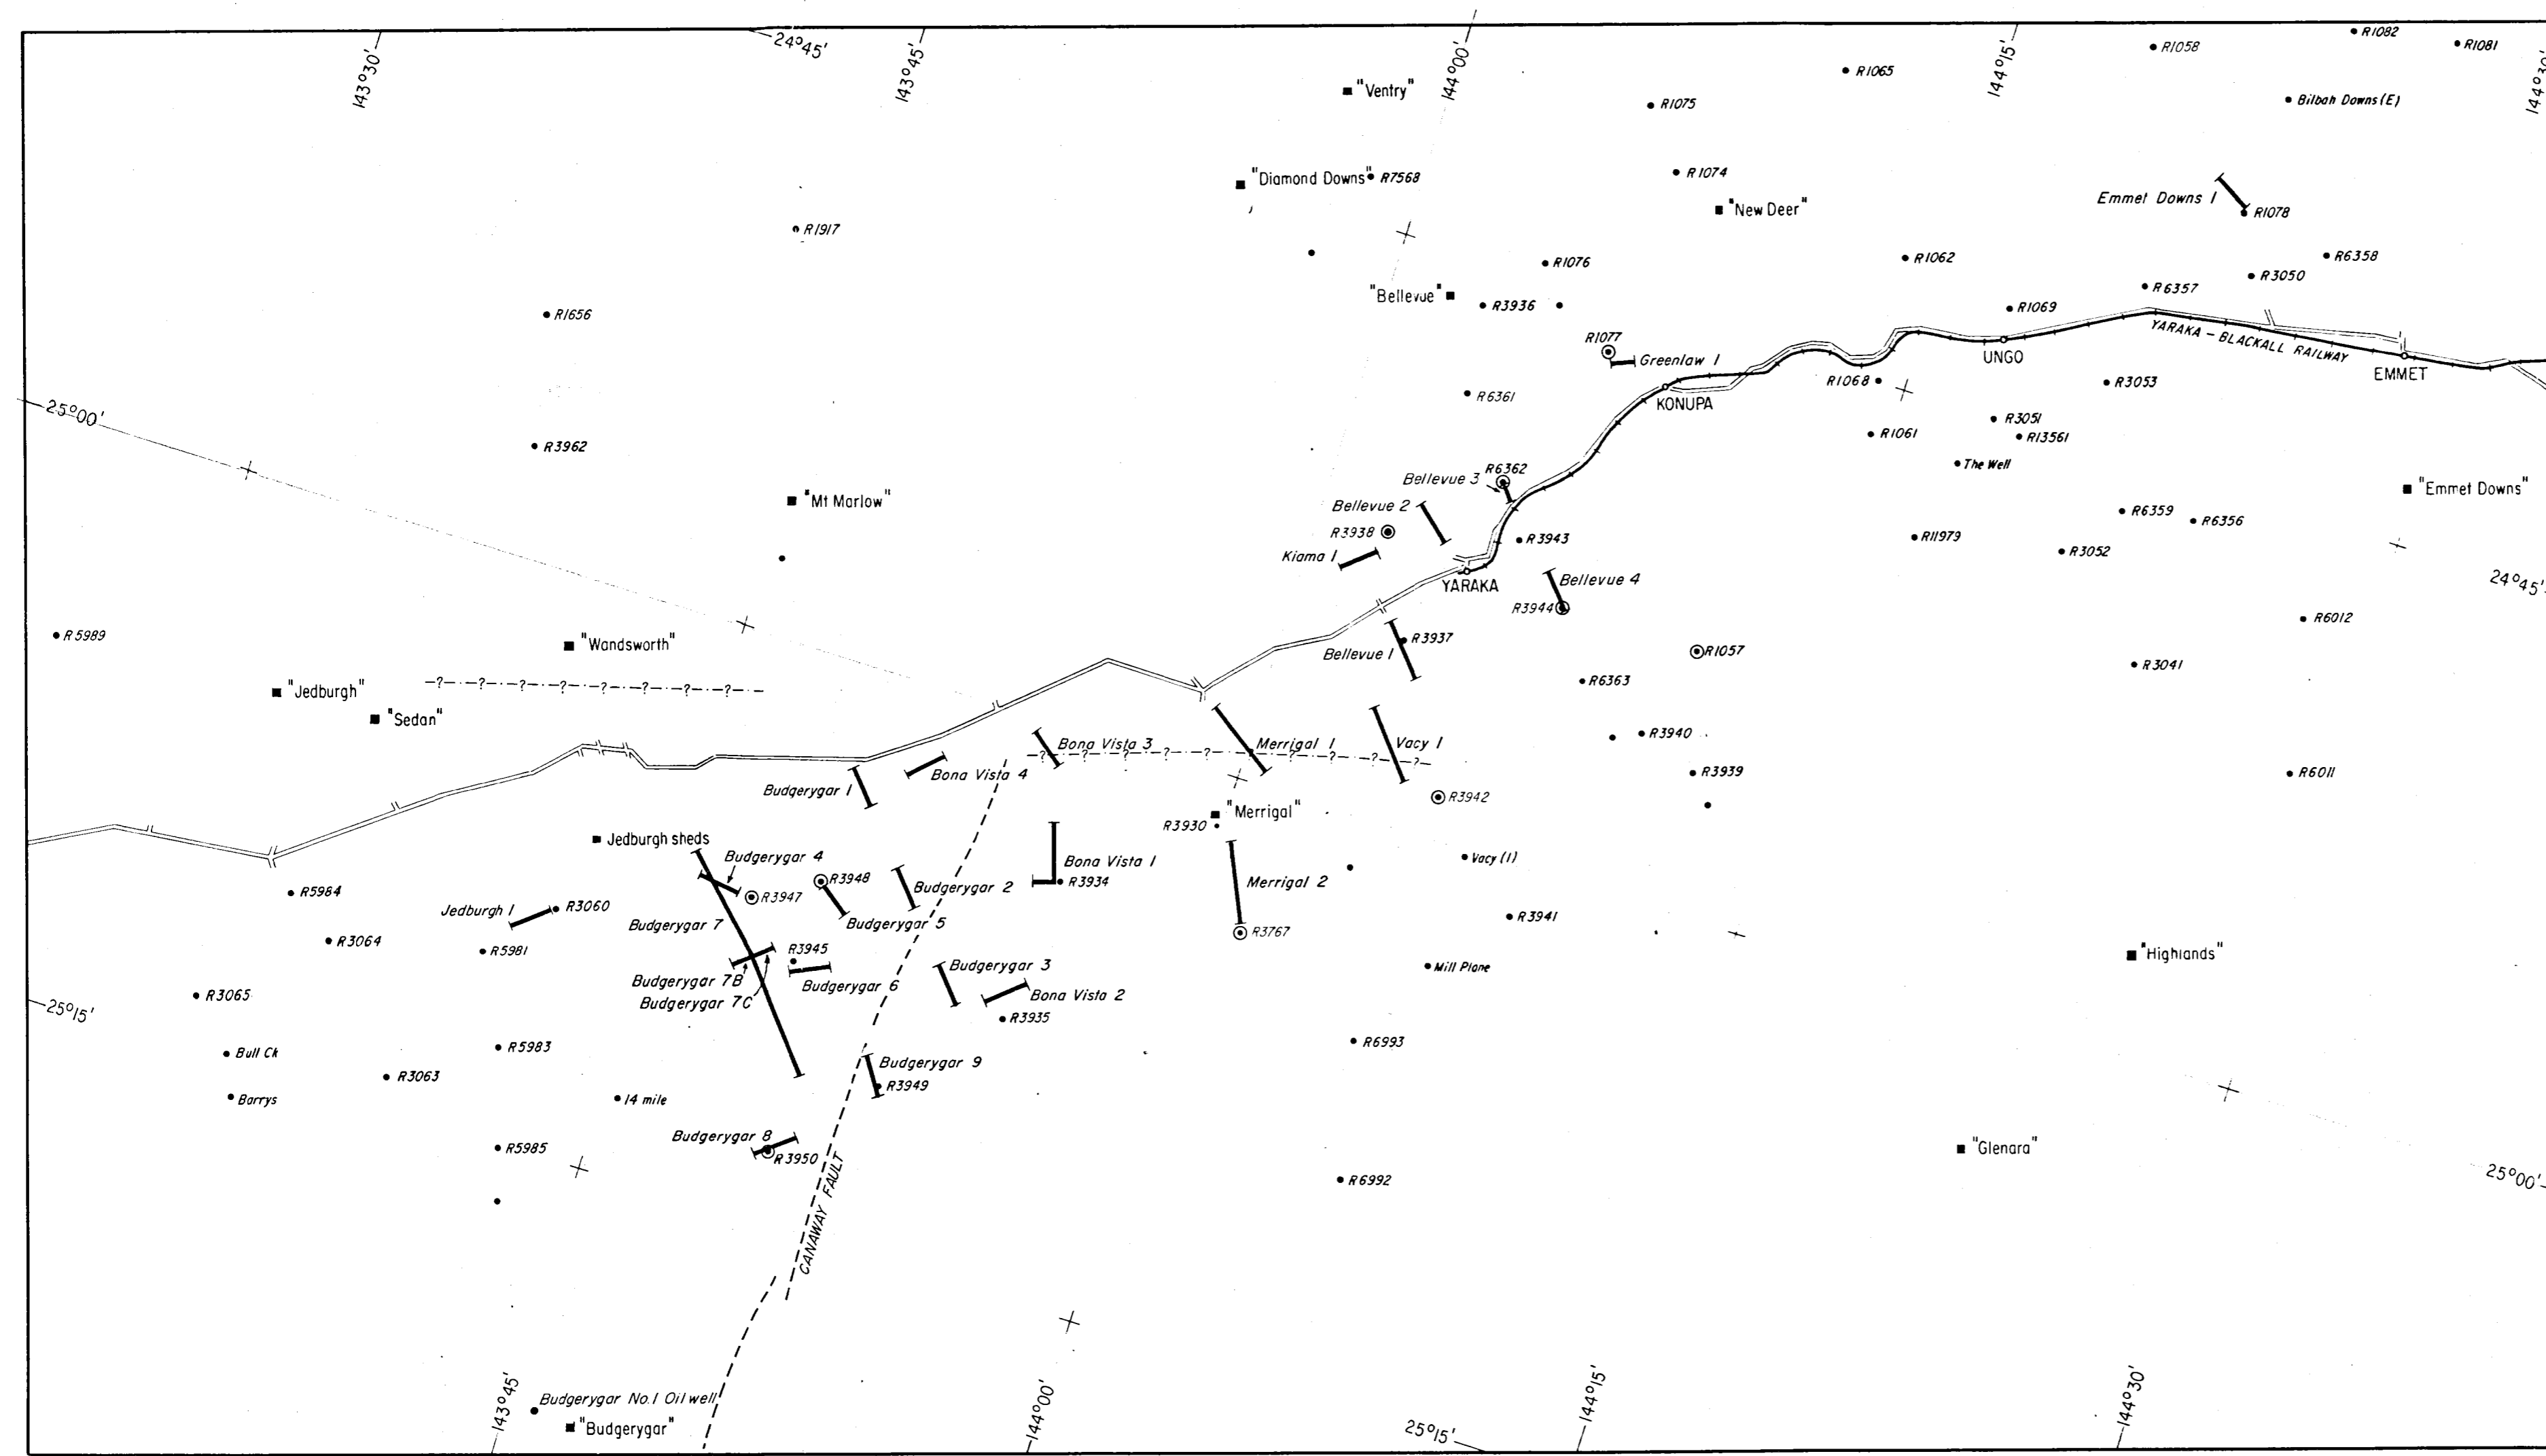 143°30'
24°45'
143°45'
144°00'
144°15'
R1082
R1058
R1081
R1065
"Ventry"
R1075
Bilbah Downs (E)
"Diamond Downs"
R7568
R1074
"New Deer"
Emmet Downs 1
R1078
R1917
R1076
R1062
R6358
R3050
"Bellevue"
R3936
R6357
R1656
R1069
YARAKA – BLACKALL RAILWAY
R1077
Greenlaw 1
UNGO
EMMET
R1068
R3053
R6361
KONUPA
25°00'
R3051
R1061
R13561
R3962
The Well
R6362
Bellevue 3
"Emmet Downs"
"Mt Marlow"
Bellevue 2
R6359
R6356
R3938
R3943
R11979
R3052
Kiama 1
YARAKA
Bellevue 4
24°45'
R3944
R6012
R5989
"Wandsworth"
R3937
Bellevue 1
R1057
R3041
"Jedburgh"
R6363
"Sedan"
R3940
Bona Vista 3
Merrigal 1
Vacy 1
Bona Vista 4
R3939
R6011
Budgerygar 1
R3942
"Merrigal"
R3930
Jedburgh sheds
Budgerygar 4
Bona Vista 1
Vacy (1)
R3948
R3934
Merrigal 2
Budgerygar 2
R5984
R3947
Jedburgh 1
R3060
Budgerygar 7
Budgerygar 5
R3941
R3767
R3064
R5981
R3945
"Highlands"
Budgerygar 3
Mill Plane
Budgerygar 7B
Budgerygar 6
R3065
Bona Vista 2
Budgerygar 7C
25°15'
R3935
R6993
R5983
Bull Ck
Budgerygar 9
R3063
R3949
Barrys
14 mile
Budgerygar 8
R5985
R3950
"Glenara"
25°00'
R6992
CANAWAY FAULT
143°45'
Budgerygar No.1 Oil well
"Budgerygar"
144°00'
25°15'
144°15'
144°30'